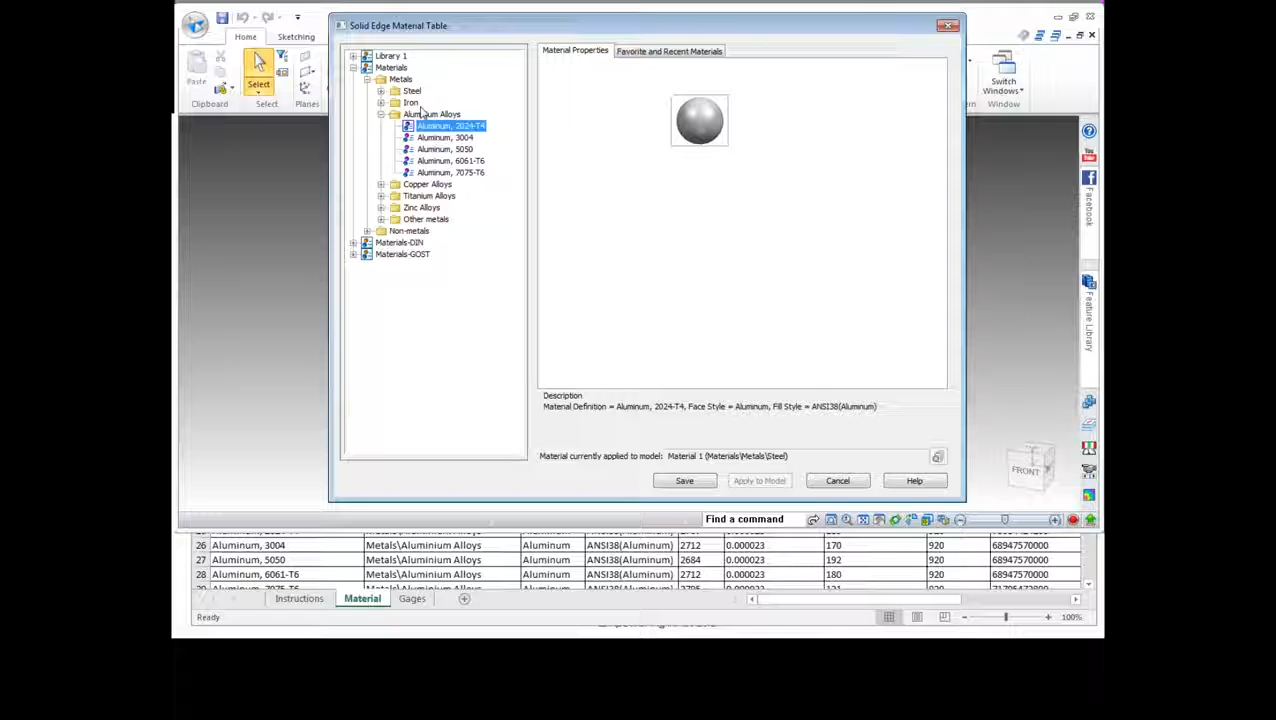 Solid Edge Material Table
Home
Sketching
Paste
Clipboard
Select
Select
Planes
Switch
Windows
Window
Library 1
Materials
Metals
Steel
Iron
Aluminum Alloys
Aluminum, 2024-T4
Aluminum, 3004
Aluminum, 5050
Aluminum, 6061-T6
Aluminum, 7075-T6
Copper Alloys
Titanium Alloys
Zinc Alloys
Other metals
Non-metals
Materials-DIN
Materials-GOST
Material Properties
Favorite and Recent Materials
Description
Material Definition = Aluminum, 2024-T4, Face Style = Aluminum, Fill Style = ANSI38(Aluminum)
Material currently applied to model: Material 1 (Materials\Metals\Steel)
Save
Apply to Model
Cancel
Help
You
Facebook
Feature Library
FRONT
Find a command
26 Aluminum, 3004 Metals\Aluminium Alloys Aluminum ANSI38(Aluminum) 2712 0.000023 170 920 68947570000
27 Aluminum, 5050 Metals\Aluminium Alloys Aluminum ANSI38(Aluminum) 2684 0.000023 192 920 68947570000
28 Aluminum, 6061-T6 Metals\Aluminium Alloys Aluminum ANSI38(Aluminum) 2712 0.000023 180 920 68947570000
Instructions
Material
Gages
Ready
100%